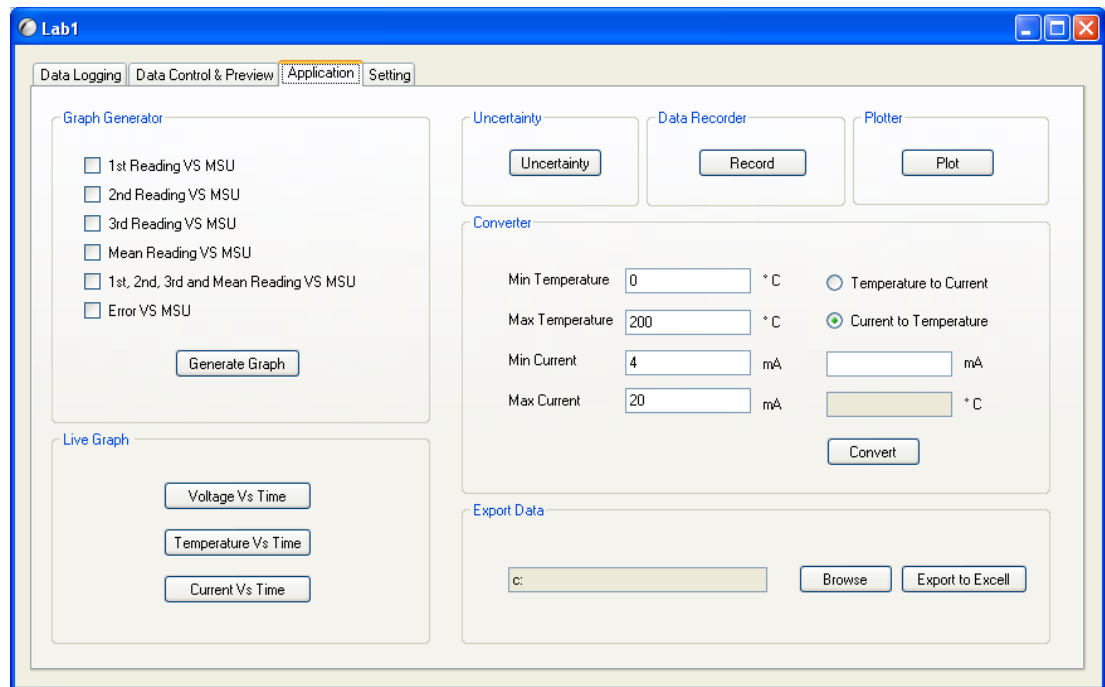 Lab1
Data Logging
Data Control & Preview
Application
Setting
Graph Generator
1st Reading VS MSU
2nd Reading VS MSU
3rd Reading VS MSU
Mean Reading VS MSU
1st, 2nd, 3rd and Mean Reading VS MSU
Error VS MSU
Generate Graph
Live Graph
Voltage Vs Time
Temperature Vs Time
Current Vs Time
Uncertainty
Uncertainty
Data Recorder
Record
Plotter
Plot
Converter
Min Temperature 0 ° C
Max Temperature 200 ° C
Min Current 4 mA
Max Current 20 mA
Temperature to Current
Current to Temperature
mA
° C
Convert
Export Data
c:
Browse
Export to Excell